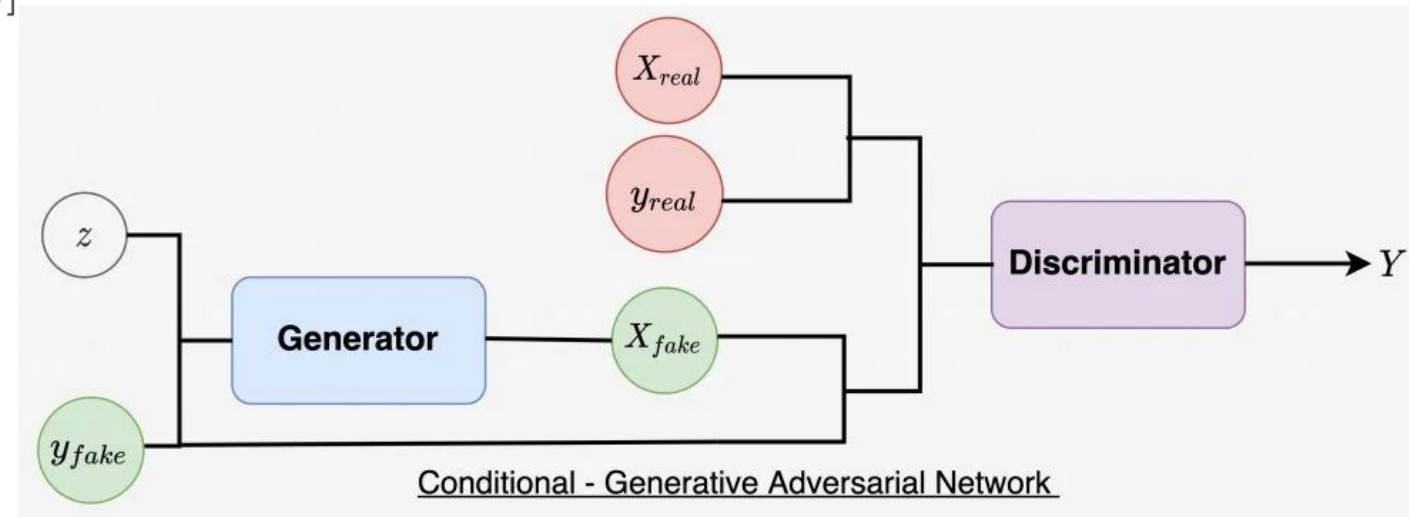 ]
X_real
y_real
z
Discriminator
Y
Generator
X_fake
y_fake
Conditional - Generative Adversarial Network